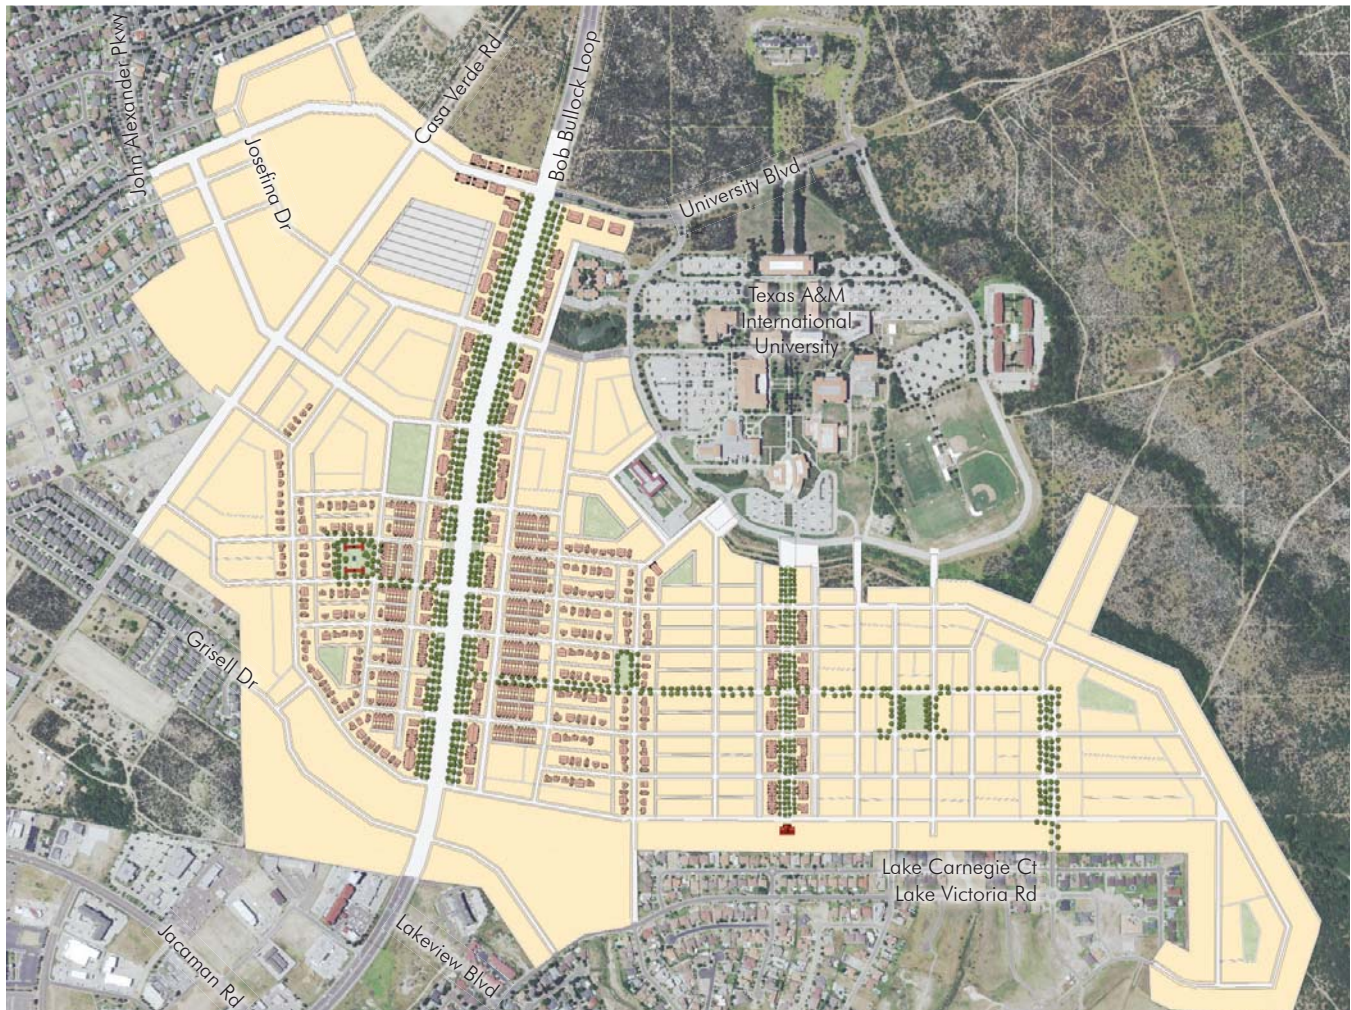 John Alexander Pkwy
Josefina Dr
Casa Verde Rd
Bob Bullock Loop
University Blvd
Texas A&M
International
University
Grisell Dr
Lake Carnegie Ct
Lake Victoria Rd
Jacaman Rd
Lakeview Blvd